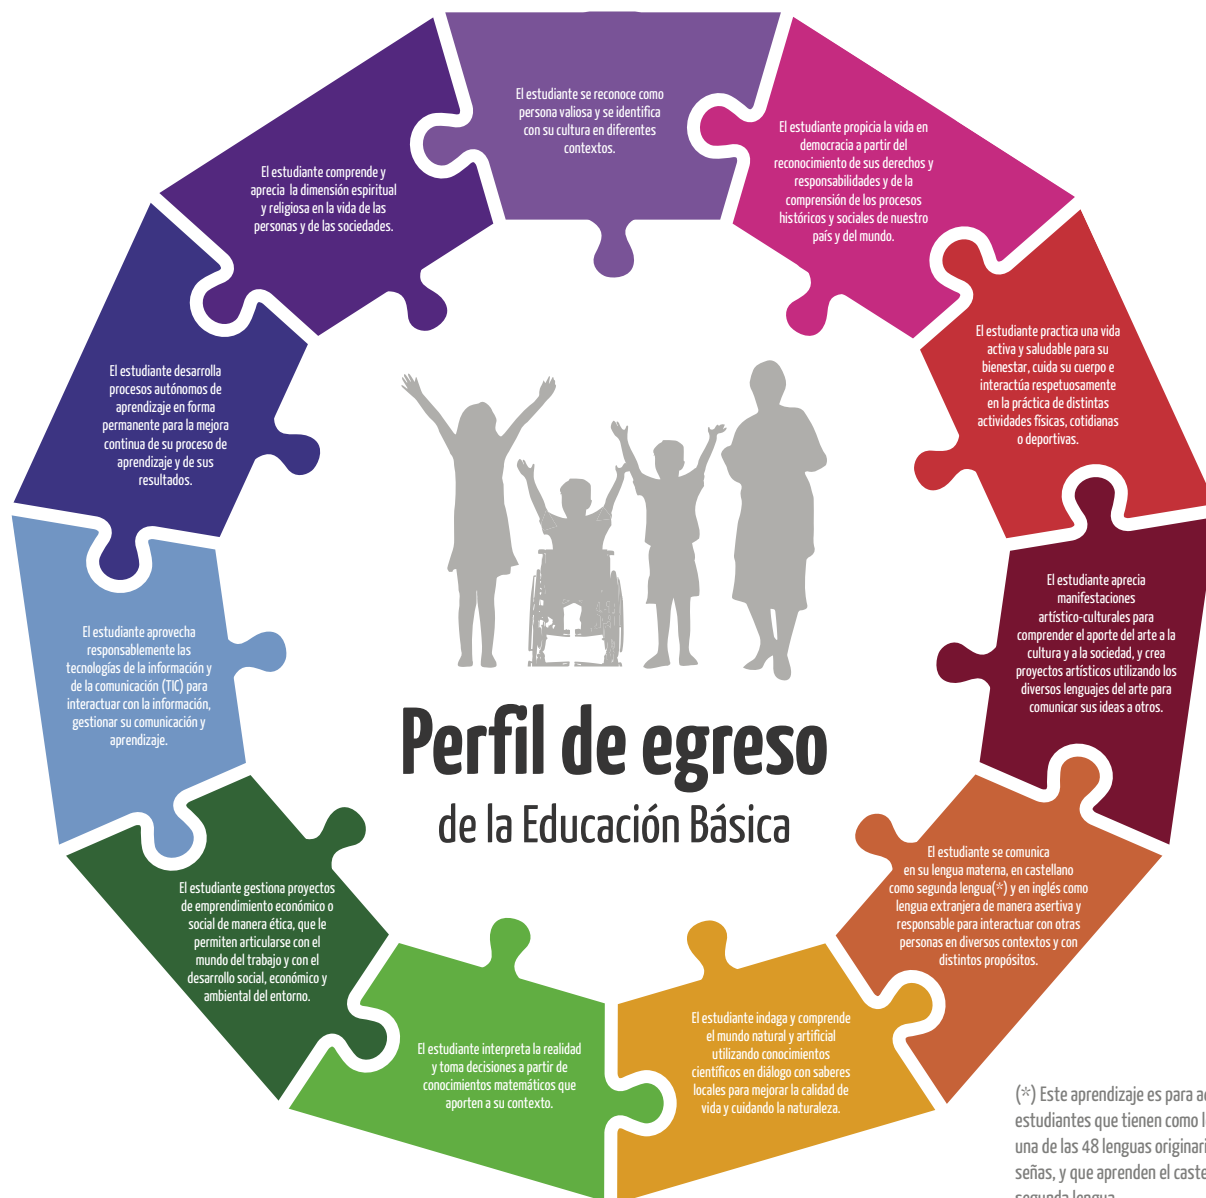 El estudiante se reconoce como
persona valiosa y se identifica
con su cultura en diferentes
contextos.
El estudiante propicia la vida en
democracia a partir del
reconocimiento de sus derechos y
responsabilidades y de la
comprensión de los procesos
históricos y sociales de nuestro
país y del mundo.
El estudiante practica una vida
activa y saludable para su
bienestar, cuida su cuerpo e
interactúa respetuosamente
en la práctica de distintas
actividades físicas, cotidianas
o deportivas.
El estudiante aprecia
manifestaciones
artístico-culturales para
comprender el aporte del arte a la
cultura y a la sociedad, y crea
proyectos artísticos utilizando los
diversos lenguajes del arte para
comunicar sus ideas a otros.
El estudiante se comunica
en su lengua materna, en castellano
como segunda lengua(*) y en inglés como
lengua extranjera de manera asertiva y
responsable para interactuar con otras
personas en diversos contextos y con
distintos propósitos.
El estudiante indaga y comprende
el mundo natural y artificial
utilizando conocimientos
científicos en diálogo con saberes
locales para mejorar la calidad de
vida y cuidando la naturaleza.
El estudiante interpreta la realidad
y toma decisiones a partir de
conocimientos matemáticos que
aporten a su contexto.
El estudiante gestiona proyectos
de emprendimiento económico o
social de manera ética, que le
permiten articularse con el
mundo del trabajo y con el
desarrollo social, económico y
ambiental del entorno.
El estudiante aprovecha
responsablemente las
tecnologías de la información y
de la comunicación (TIC) para
interactuar con la información,
gestionar su comunicación y
aprendizaje.
El estudiante desarrolla
procesos autónomos de
aprendizaje en forma
permanente para la mejora
continua de su proceso de
aprendizaje y de sus
resultados.
El estudiante comprende y
aprecia la dimensión espiritual
y religiosa en la vida de las
personas y de las sociedades.
Perfil de egreso
de la Educación Básica
(*) Este aprendizaje es para
estudiantes que tienen como
una de las 48 lenguas
señas, y que aprenden el
segunda lengua